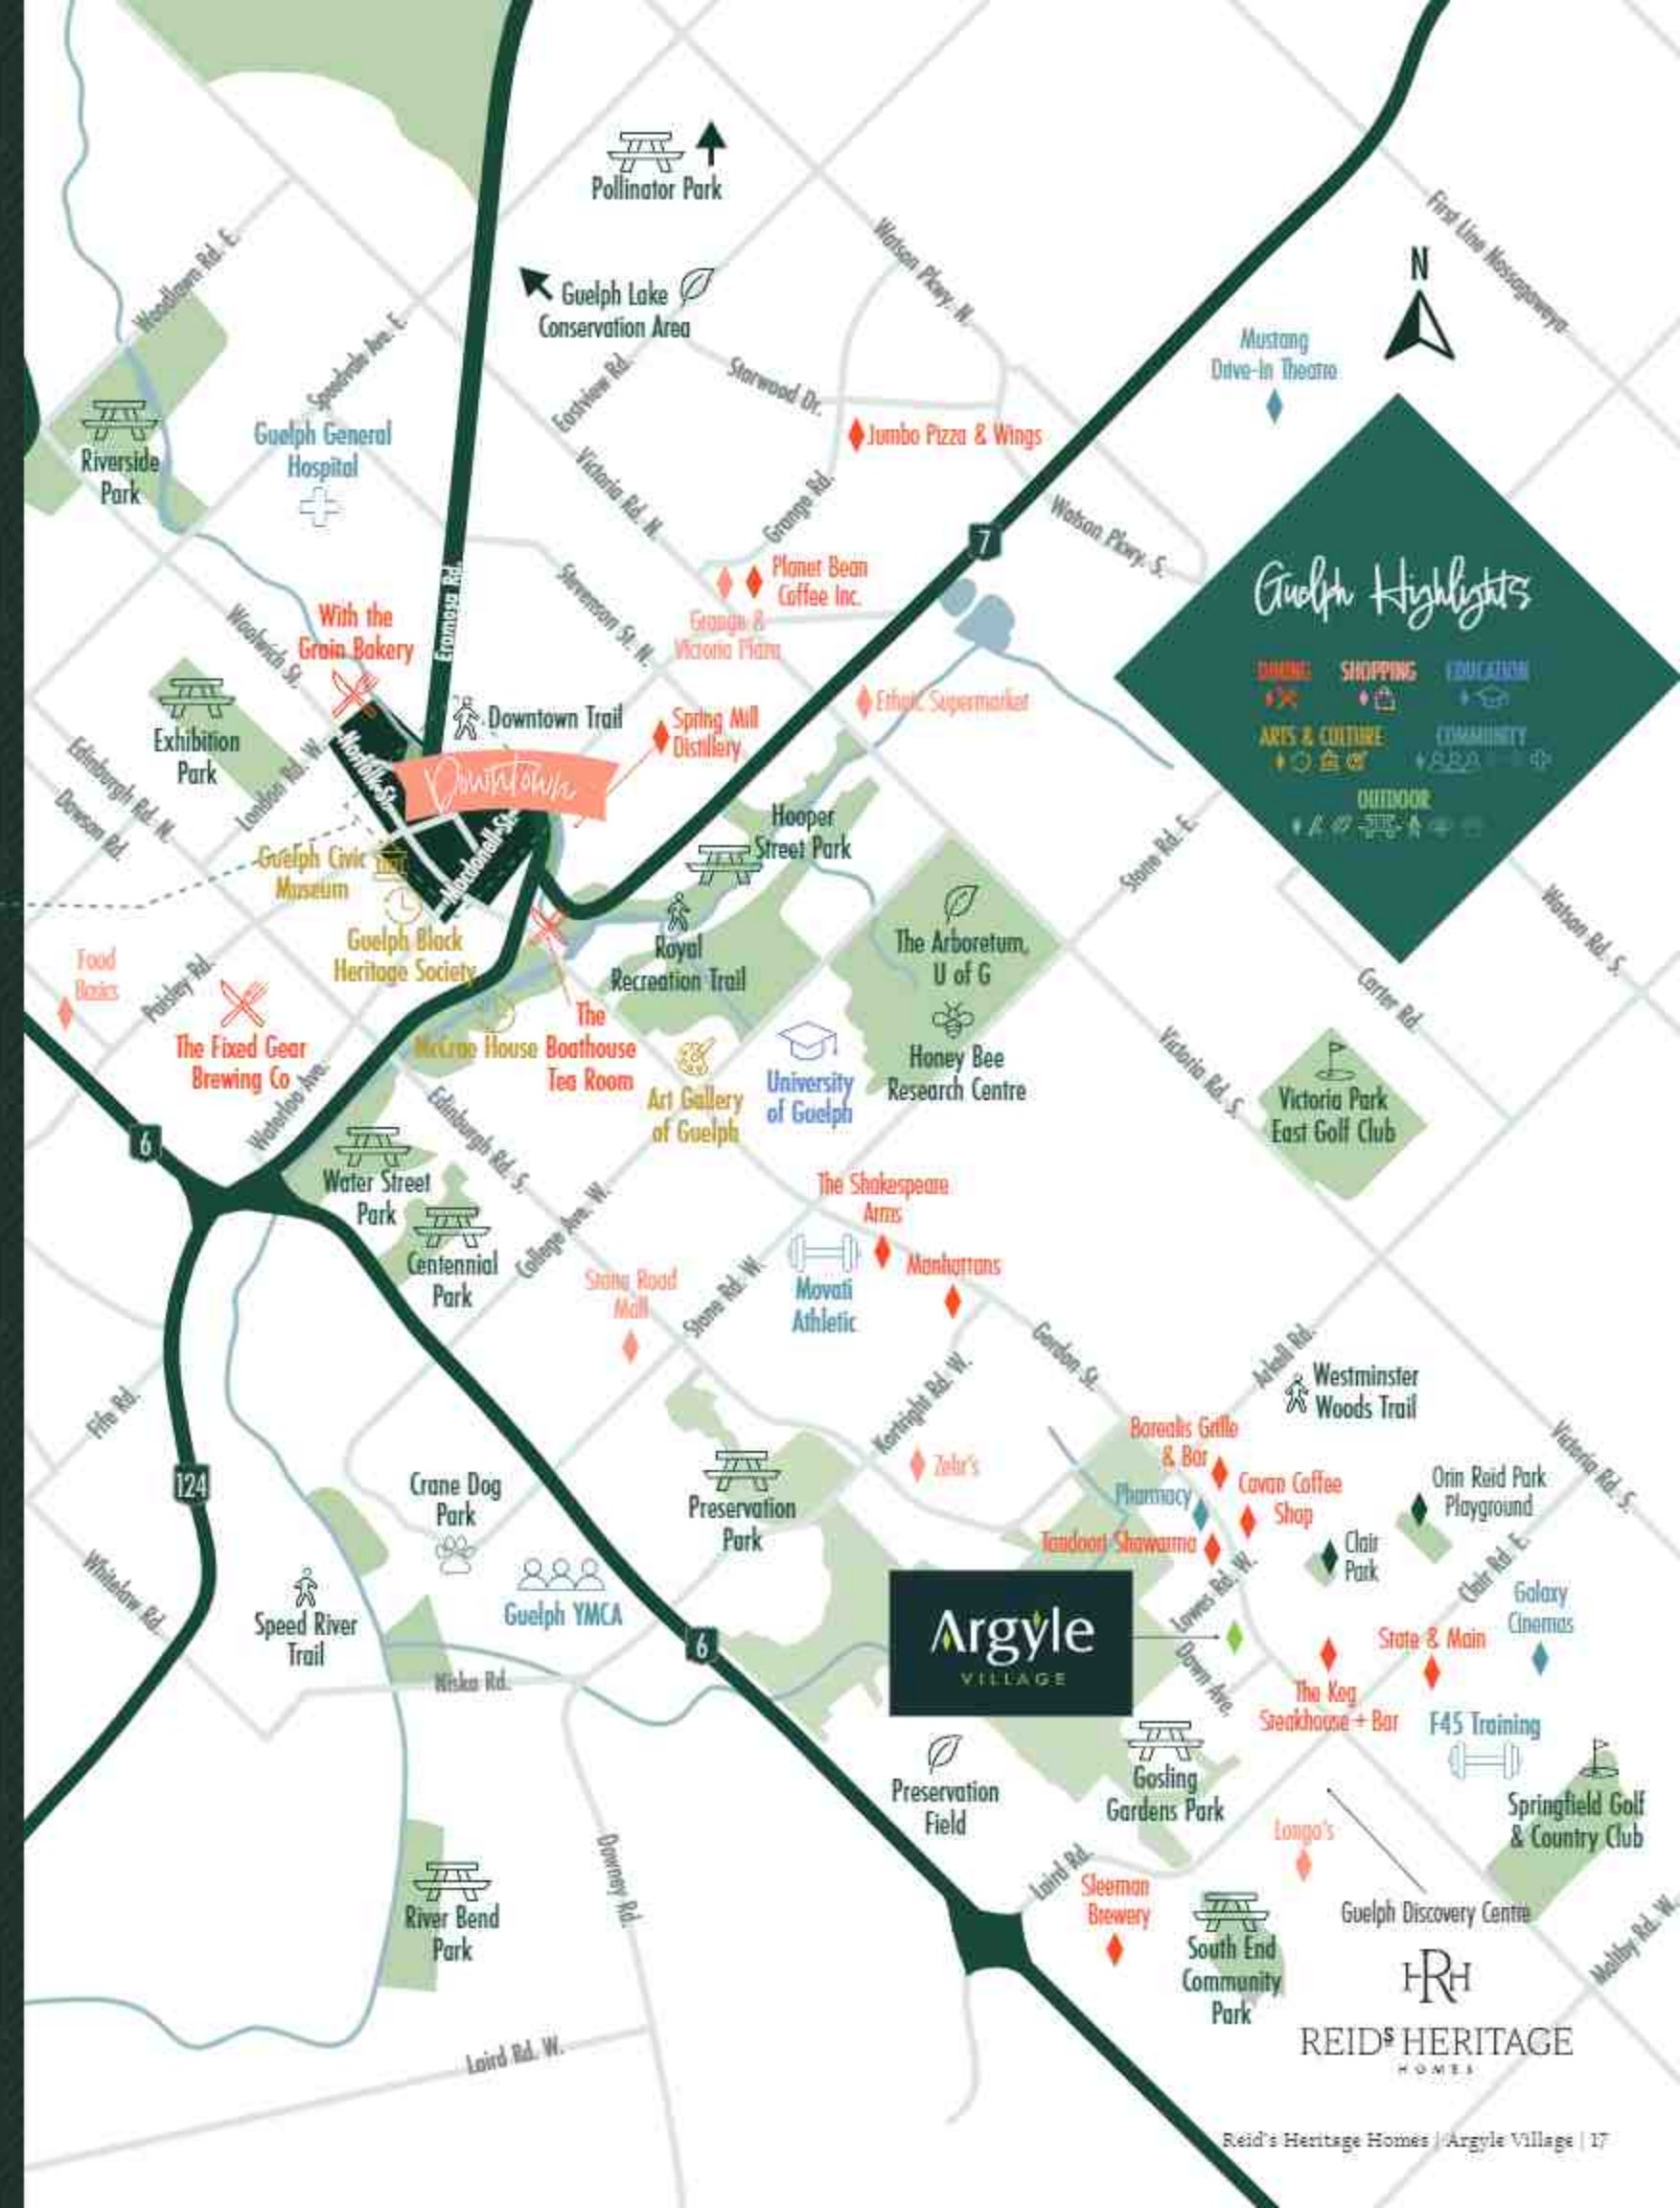 Pollinator Park
Guelph Lake
Conservation Area
Woodlawn Rd. E.
Speedvale Ave. E.
Eastview Rd.
Watson Pkwy. N.
First Line Nassagaweya
N
Mustang
Drive-In Theatre
Starwood Dr.
Jumbo Pizza & Wings
Riverside
Park
Guelph General
Hospital
Victoria Rd. N.
Grange Rd.
7
Watson Pkwy. S.
Planet Bean
Coffee Inc.
Grange &
Victoria Plaza
Stevenson St. N.
Eramosa Rd.
With the
Grain Bakery
Woolwich St.
Guelph Highlights
DINING
SHOPPING
EDUCATION
ARTS & CULTURE
COMMUNITY
OUTDOOR
Ethnic Supermarket
Exhibition
Park
Downtown Trail
Spring Mill
Distillery
Downtown
Norfolk St.
Macdonell St.
London Rd. W.
Edinburgh Rd. N.
Dawson Rd.
Hooper
Street Park
Stone Rd. E.
Guelph Civic
Museum
Guelph Black
Heritage Society
Royal
Recreation Trail
The Arboretum,
U of G
Watson Rd. S.
Carter Rd.
Food
Basics
Paisley Rd.
The Fixed Gear
Brewing Co
McCrae House
The
Boathouse
Tea Room
Art Gallery
of Guelph
University
of Guelph
Honey Bee
Research Centre
Victoria Rd. S.
Victoria Park
East Golf Club
6
Waterloo Ave.
Edinburgh Rd. S.
Water Street
Park
Centennial
Park
College Ave. W.
The Shakespeare
Arms
Manhattans
Movati
Athletic
Stone Road
Mall
Stone Rd. W.
Gordon St.
Arkell Rd.
Westminster
Woods Trail
Fife Rd.
Kortright Rd. W.
Borealis Grille
& Bar
Zehr's
Pharmacy
Cavan Coffee
Shop
Orin Reid Park
Playground
Victoria Rd. S.
124
Crane Dog
Park
Preservation
Park
Tandoori Shawarma
Clair
Park
Clair Rd. E.
Whitelaw Rd.
Speed River
Trail
Guelph YMCA
6
Argyle
VILLAGE
Lowes Rd. W.
Dawn Ave.
Galaxy
Cinemas
State & Main
The Keg
Steakhouse + Bar
F45 Training
Niska Rd.
Preservation
Field
Gosling
Gardens Park
Springfield Golf
& Country Club
Longo's
Downey Rd.
Laird Rd.
Sleeman
Brewery
River Bend
Park
Guelph Discovery Centre
South End
Community
Park
Maltby Rd. W.
HRH
REIDS HERITAGE
HOMES
Laird Rd. W.
Reid's Heritage Homes | Argyle Village | 17